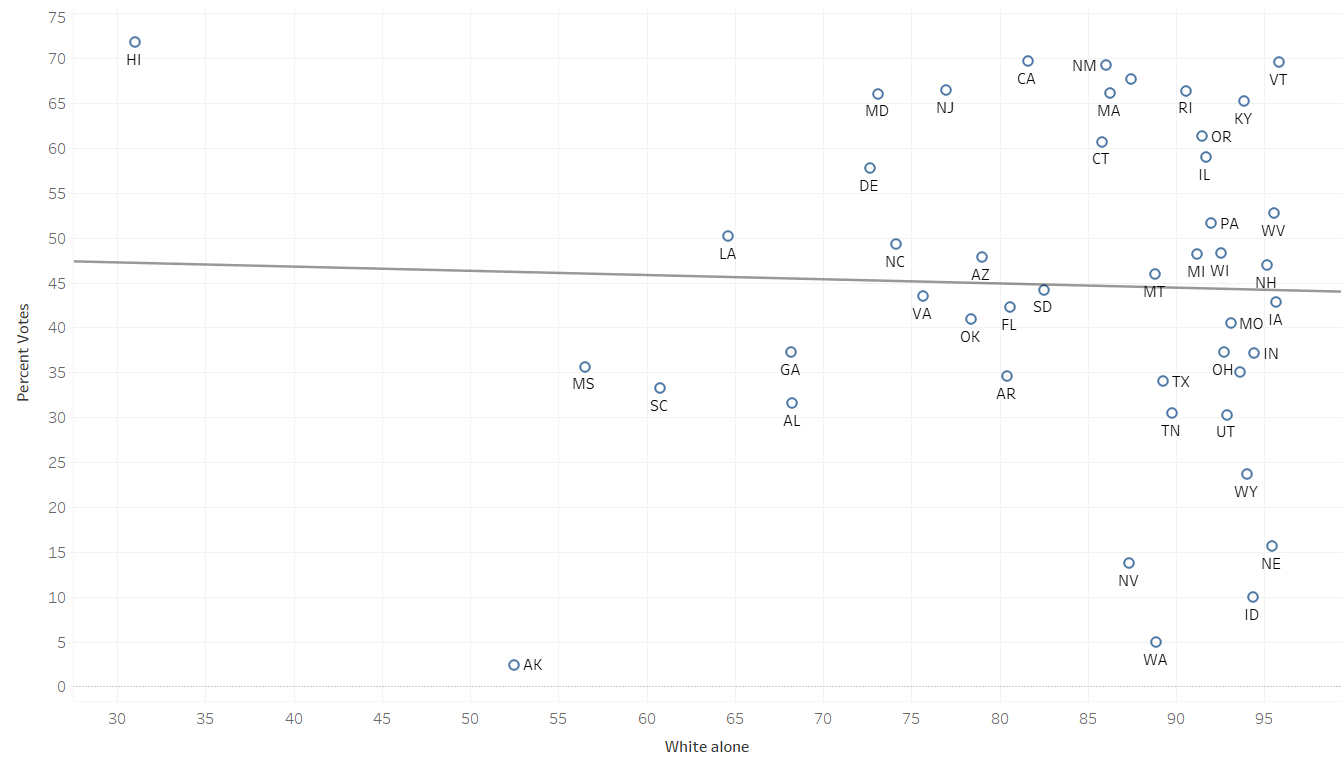 75
HI
70
CA
NM
VT
65
MD
NJ
MA
RI
KY
60
OR
CT
IL
55
DE
50
PA
WV
LA
NC
AZ
MI
WI
45
NH
MT
SD
40
VA
OK
FL
MO
IA
35
GA
OH
IN
MS
SC
AR
TX
30
AL
TN
UT
25
WY
20
15
NE
NV
10
ID
5
WA
AK
0
Percent Votes
30 35 40 45 50 55 60 65 70 75 80 85 90 95
White alone